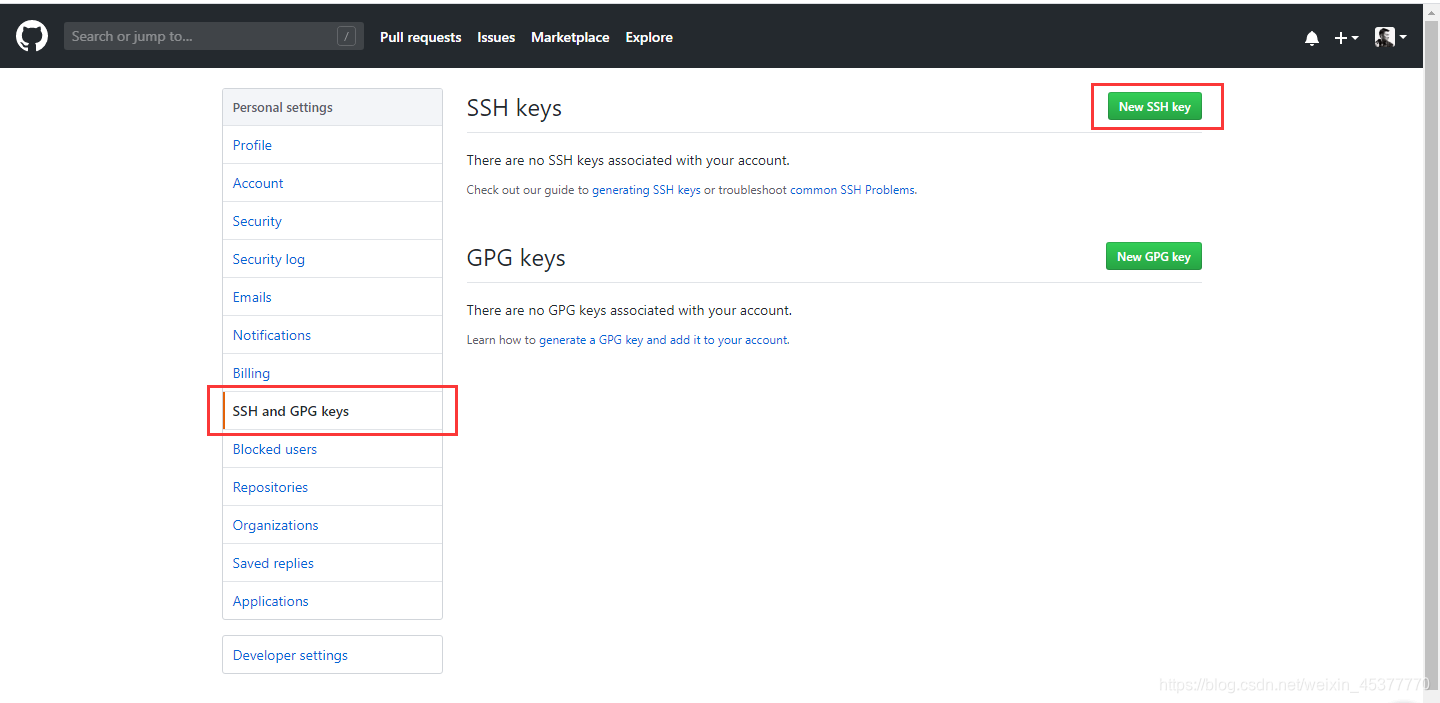 Search or jump to... /
Pull requests Issues Marketplace Explore
Personal settings
Profile
Account
Security
Security log
Emails
Notifications
Billing
SSH and GPG keys
Blocked users
Repositories
Organizations
Saved replies
Applications
Developer settings
SSH keys
New SSH key
There are no SSH keys associated with your account.
Check out our guide to generating SSH keys or troubleshoot common SSH Problems.
GPG keys
New GPG key
There are no GPG keys associated with your account.
Learn how to generate a GPG key and add it to your account.
https://blog.csdn.net/weixin_45377770